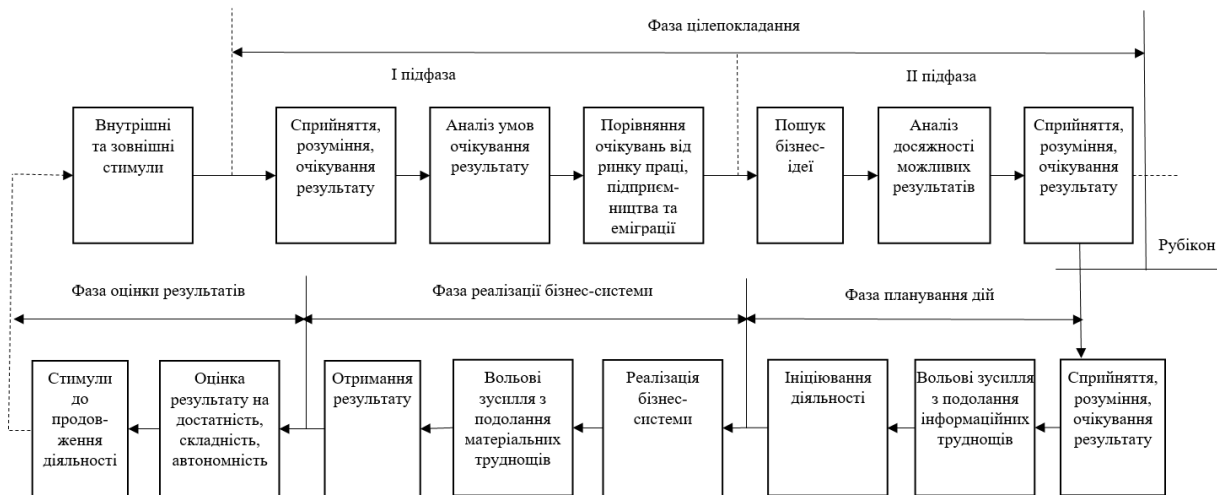 Фаза цілепокладання
І підфаза
ІІ підфаза
Внутрішні
та зовнішні
стимули
Сприйняття,
розуміння,
очікування
результату
Аналіз умов
очікування
результату
Порівняння
очікувань від
ринку праці,
підприєм-
ництва та
еміграції
Пошук
бізнес-
ідеї
Аналіз
досяжності
можливих
результатів
Сприйняття,
розуміння,
очікування
результату
Рубікон
Фаза оцінки результатів
Фаза реалізації бізнес-системи
Фаза планування дій
Стимули
до
продов-
ження
діяльності
Оцінка
результату на
достатність,
складність,
автономність
Отримання
результату
Вольові
зусилля з
подолання
матеріальних
труднощів
Реалізація
бізнес-
системи
Ініціювання
діяльності
Вольові зусилля
з подолання
інформаційних
труднощів
Сприйняття,
розуміння,
очікування
результату